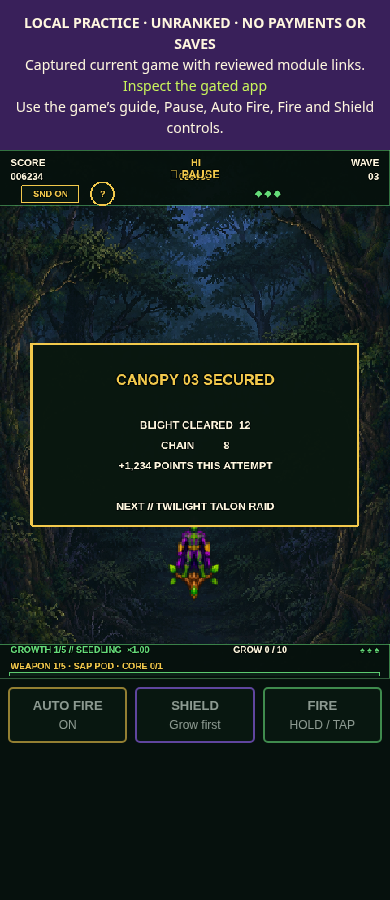 LOCAL PRACTICE · UNRANKED · NO PAYMENTS OR
SAVES
Captured current game with reviewed module links.
Inspect the gated app
Use the game's guide, Pause, Auto Fire, Fire and Shield
controls.
SCORE
HI
WAVE
006234
PAUSE
03
SND ON
?
CANOPY 03 SECURED
BLIGHT CLEARED 12
CHAIN 8
+1,234 POINTS THIS ATTEMPT
NEXT // TWILIGHT TALON RAID
GROWTH 1/5 // SEEDLING ×1.00
GROW 0 / 10
WEAPON 1/5 · SAP POD · CORE 0/1
AUTO FIRE
SHIELD
FIRE
ON
Grow first
HOLD / TAP